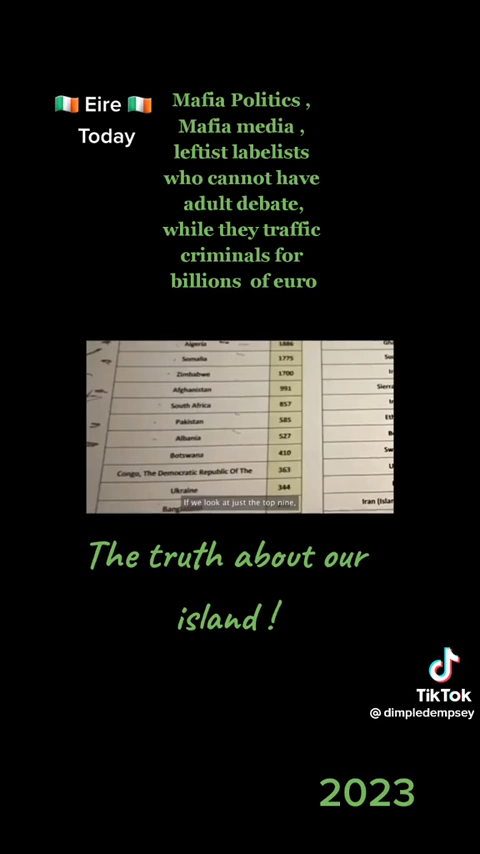 🇮🇪 Eire 🇮🇪
Today
Mafia Politics ,
Mafia media ,
leftist labelists
who cannot have
adult debate,
while they traffic
criminals for
billions of euro
Algeria 1886
Somalia 1775
Zimbabwe 1700
Afghanistan 991
South Africa 857
Pakistan 585
Albania 527
Botswana 410
Congo, The Democratic Republic Of The 363
Ukraine 344
If we look at just the top nine,
Sierra
Iran (Islam
The truth about our
island !
TikTok
@dimpledempsey
2023